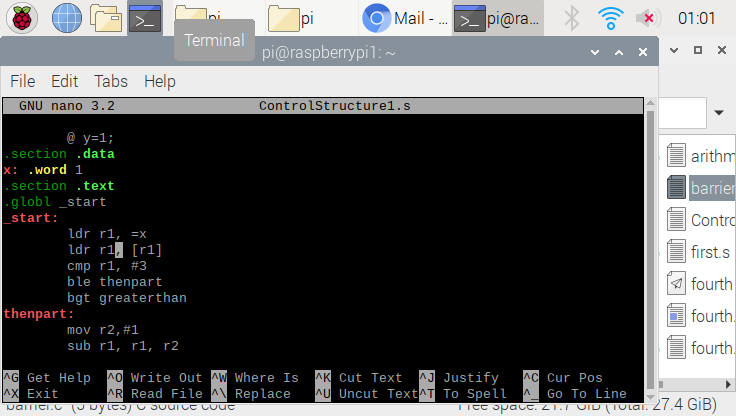 pi
pi
Mail - ...
pi@ra...
01:01
Terminal
pi@raspberrypi1: ~
File Edit Tabs Help
GNU nano 3.2 ControlStructure1.s
@ y=1;
.section .data
x: .word 1
.section .text
.globl _start
_start:
ldr r1, =x
ldr r1, [r1]
cmp r1, #3
ble thenpart
bgt greaterthan
thenpart:
mov r2,#1
sub r1, r1, r2
^G Get Help ^O Write Out ^W Where Is ^K Cut Text ^J Justify ^C Cur Pos
^X Exit ^R Read File ^\ Replace ^U Uncut Text ^T To Spell ^_ Go To Line
arithm
barrier
Contro
first.s
fourth
fourth.
fourth.
barrier.c" (5 bytes) C source code
Free space: 21.7 GiB (Total: 27.4 GiB)